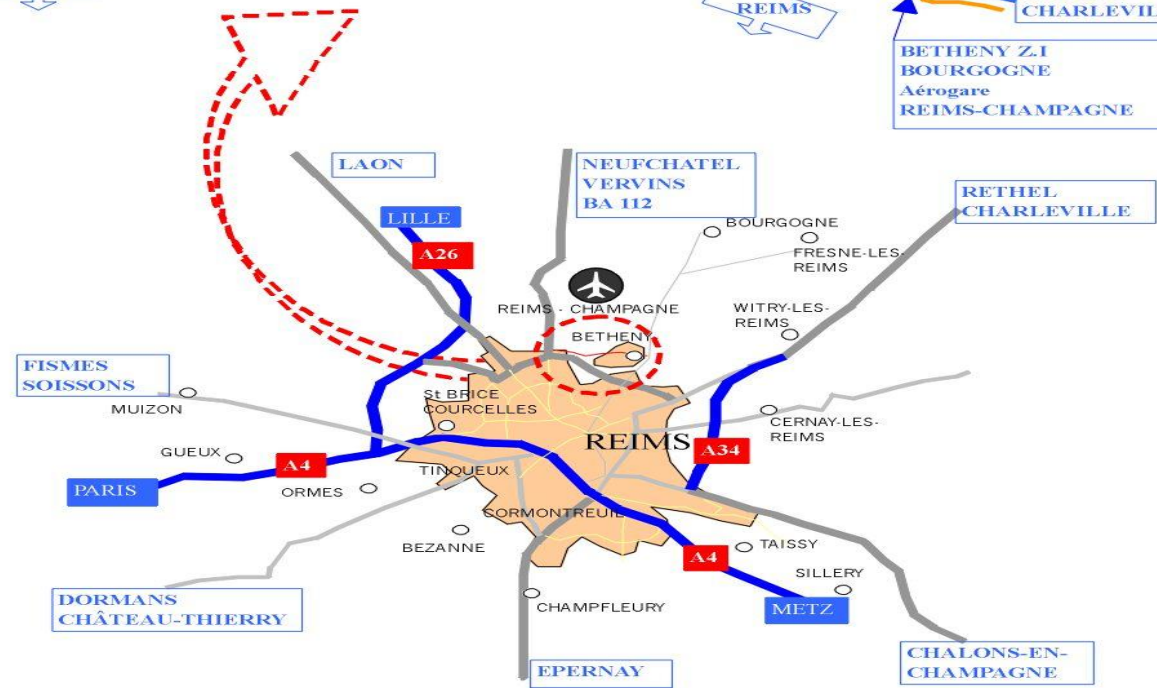 REIMS
BETHENY Z.I
BOURGOGNE
Aérogare
REIMS-CHAMPAGNE
LAON
LILLE
A26
NEUFCHATEL
VERVINS
BA 112
RETHEL
CHARLEVILLE
BOURGOGNE
FRESNE-LES-
REIMS
REIMS - CHAMPAGNE
WITRY-LES-
REIMS
BETHENY
FISMES
SOISSONS
MUIZON
St BRICE
COURCELLES
CERNAY-LES-
REIMS
REIMS
GUEUX
A4
A34
TINQUEUX
PARIS
ORMES
CORMONTREUIL
BEZANNE
TAISSY
A4
SILLERY
DORMANS
CHÂTEAU-THIERRY
CHAMPFLEURY
METZ
EPERNAY
CHALONS-EN-
CHAMPAGNE